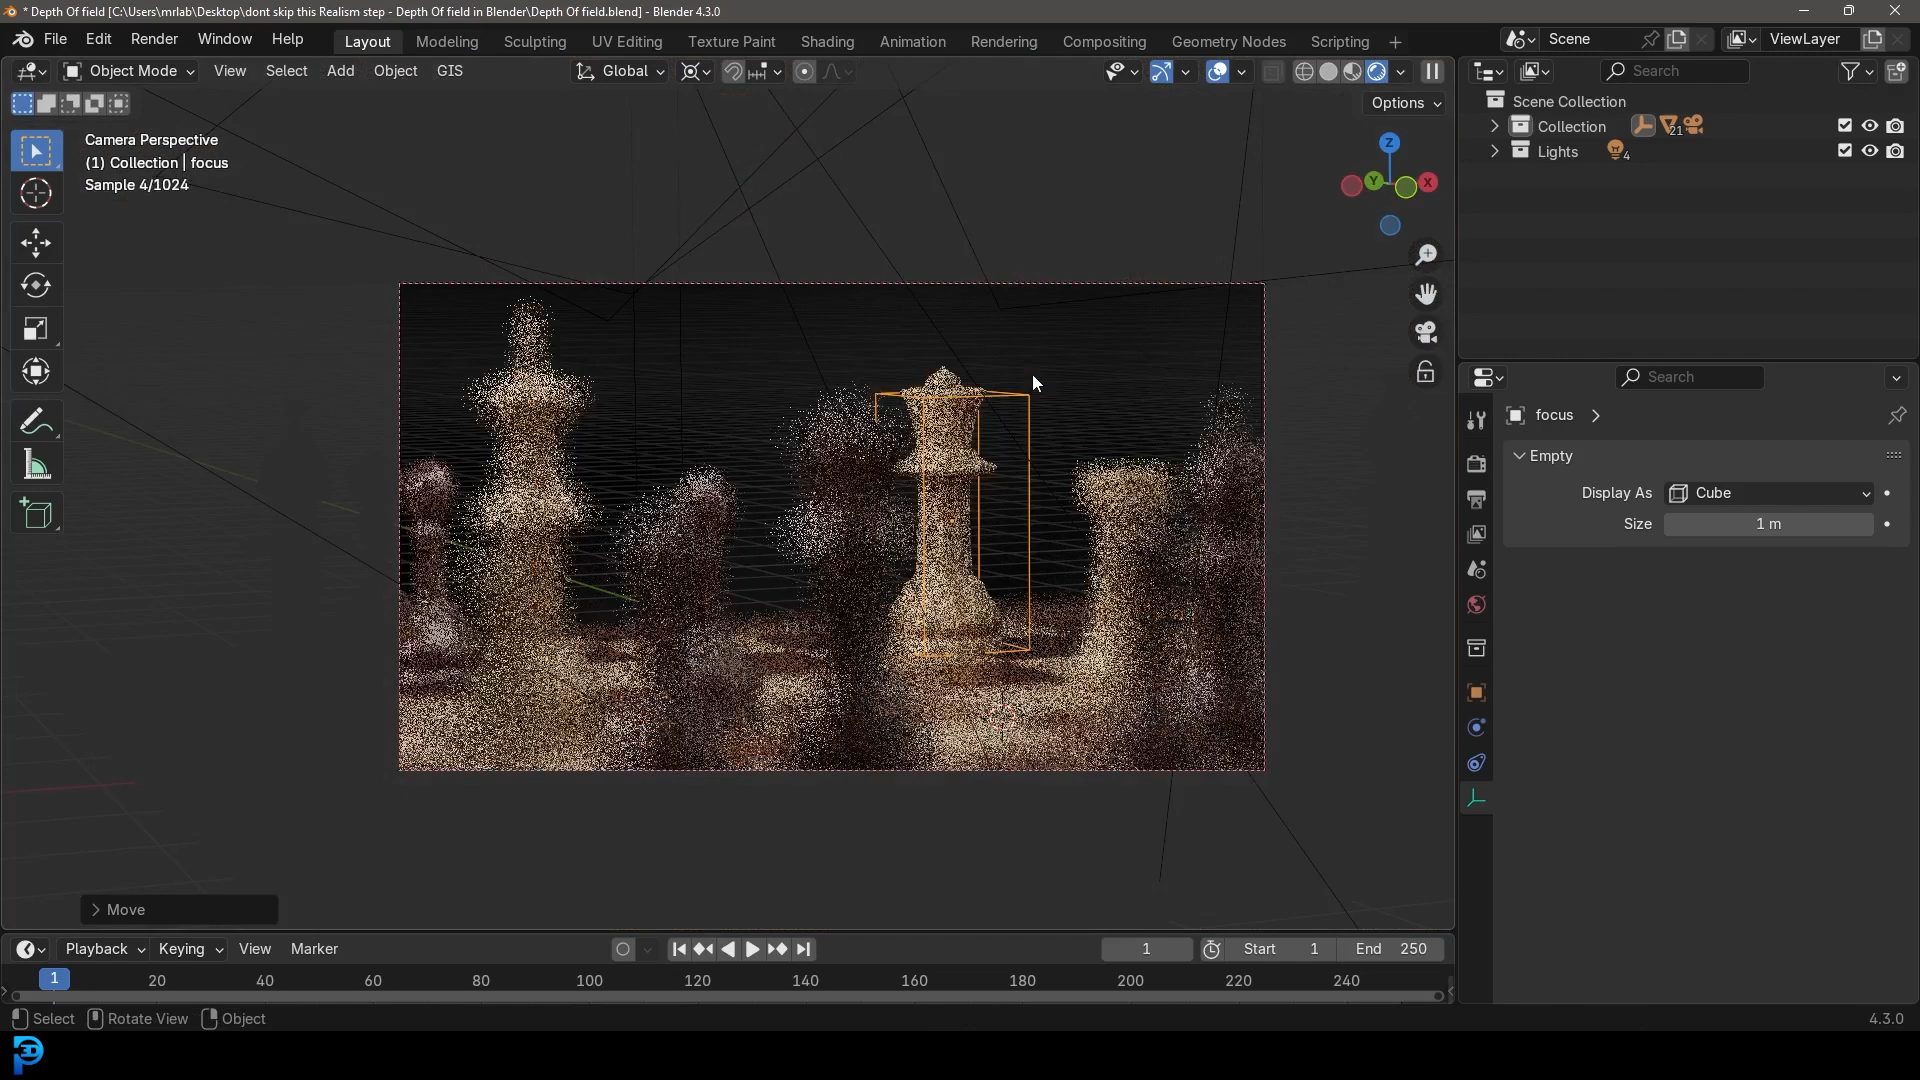 * Depth Of field [C:\Users\mrlab\Desktop\dont skip this Realism step - Depth Of field in Blender\Depth Of field.blend] - Blender 4.3.0
File Edit Render Window Help Layout Modeling Sculpting UV Editing Texture Paint Shading Animation Rendering Compositing Geometry Nodes Scripting + Scene ViewLayer
Object Mode View Select Add Object GIS Global Search
Options
Scene Collection
Collection 21
Lights 4
Camera Perspective
(1) Collection | focus
Sample 4/1024
Z
Y X
Search
focus
Empty
Display As Cube
Size 1 m
Move
Playback Keying View Marker 1 Start 1 End 250
1 20 40 60 80 100 120 140 160 180 200 220 240
Select Rotate View Object 4.3.0
3D